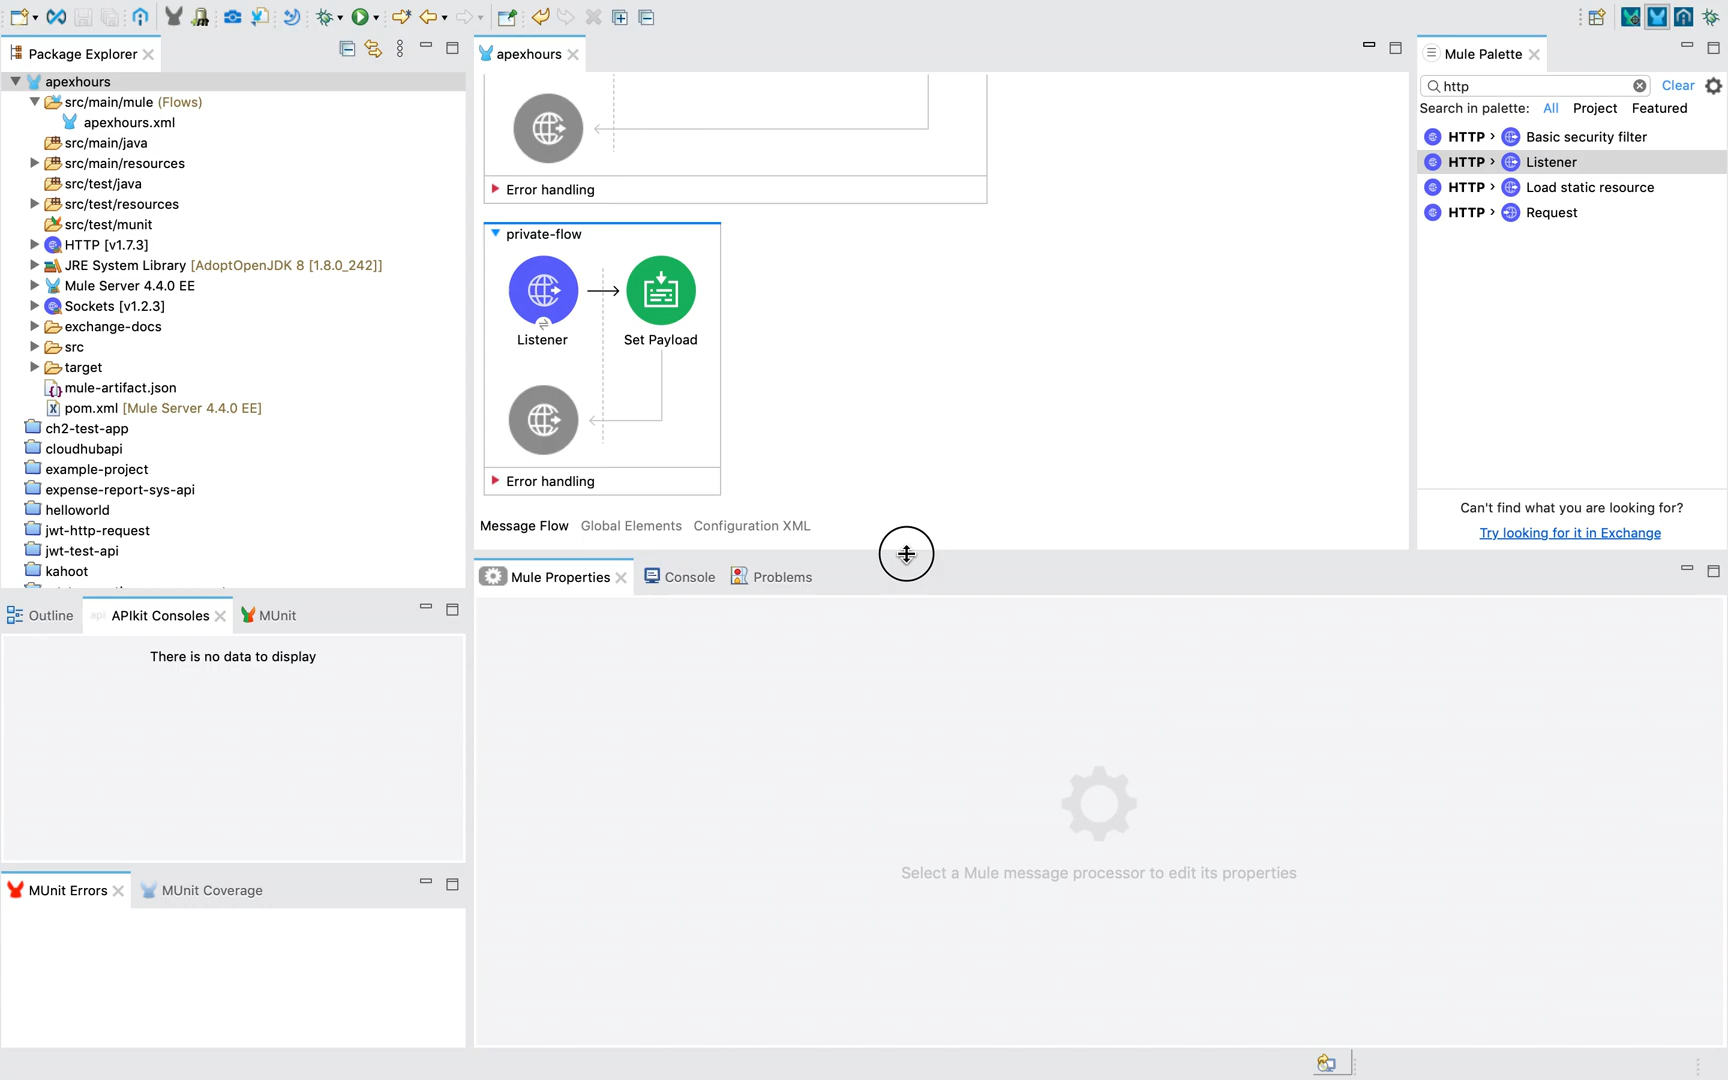 Package Explorer
apexhours
src/main/mule (Flows)
apexhours.xml
src/main/java
src/main/resources
src/test/java
src/test/resources
src/test/munit
HTTP [v1.7.3]
JRE System Library [AdoptOpenJDK 8 [1.8.0_242]]
Mule Server 4.4.0 EE
Sockets [v1.2.3]
exchange-docs
src
target
mule-artifact.json
pom.xml [Mule Server 4.4.0 EE]
ch2-test-app
cloudhubapi
example-project
expense-report-sys-api
helloworld
jwt-http-request
jwt-test-api
kahoot
Outline
api APIkit Consoles
MUnit
There is no data to display
MUnit Errors
MUnit Coverage
apexhours
Error handling
private-flow
Listener
Set Payload
Error handling
Message Flow Global Elements Configuration XML
Mule Properties
Console
Problems
Select a Mule message processor to edit its properties
Mule Palette
http
Clear
Search in palette: All Project Featured
HTTP > Basic security filter
HTTP > Listener
HTTP > Load static resource
HTTP > Request
Can't find what you are looking for?
Try looking for it in Exchange